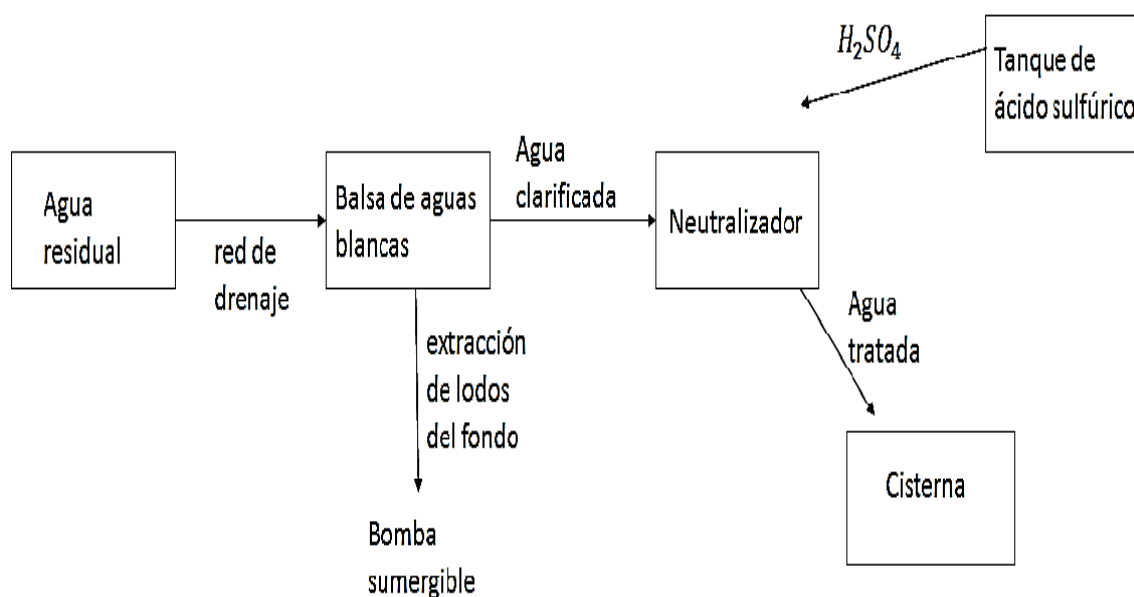 H₂SO₄
Tanque de
ácido sulfúrico
Agua
residual
red de
drenaje
Balsa de aguas
blancas
Agua
clarificada
Neutralizador
extracción
de lodos
del fondo
Bomba
sumergible
Agua
tratada
Cisterna